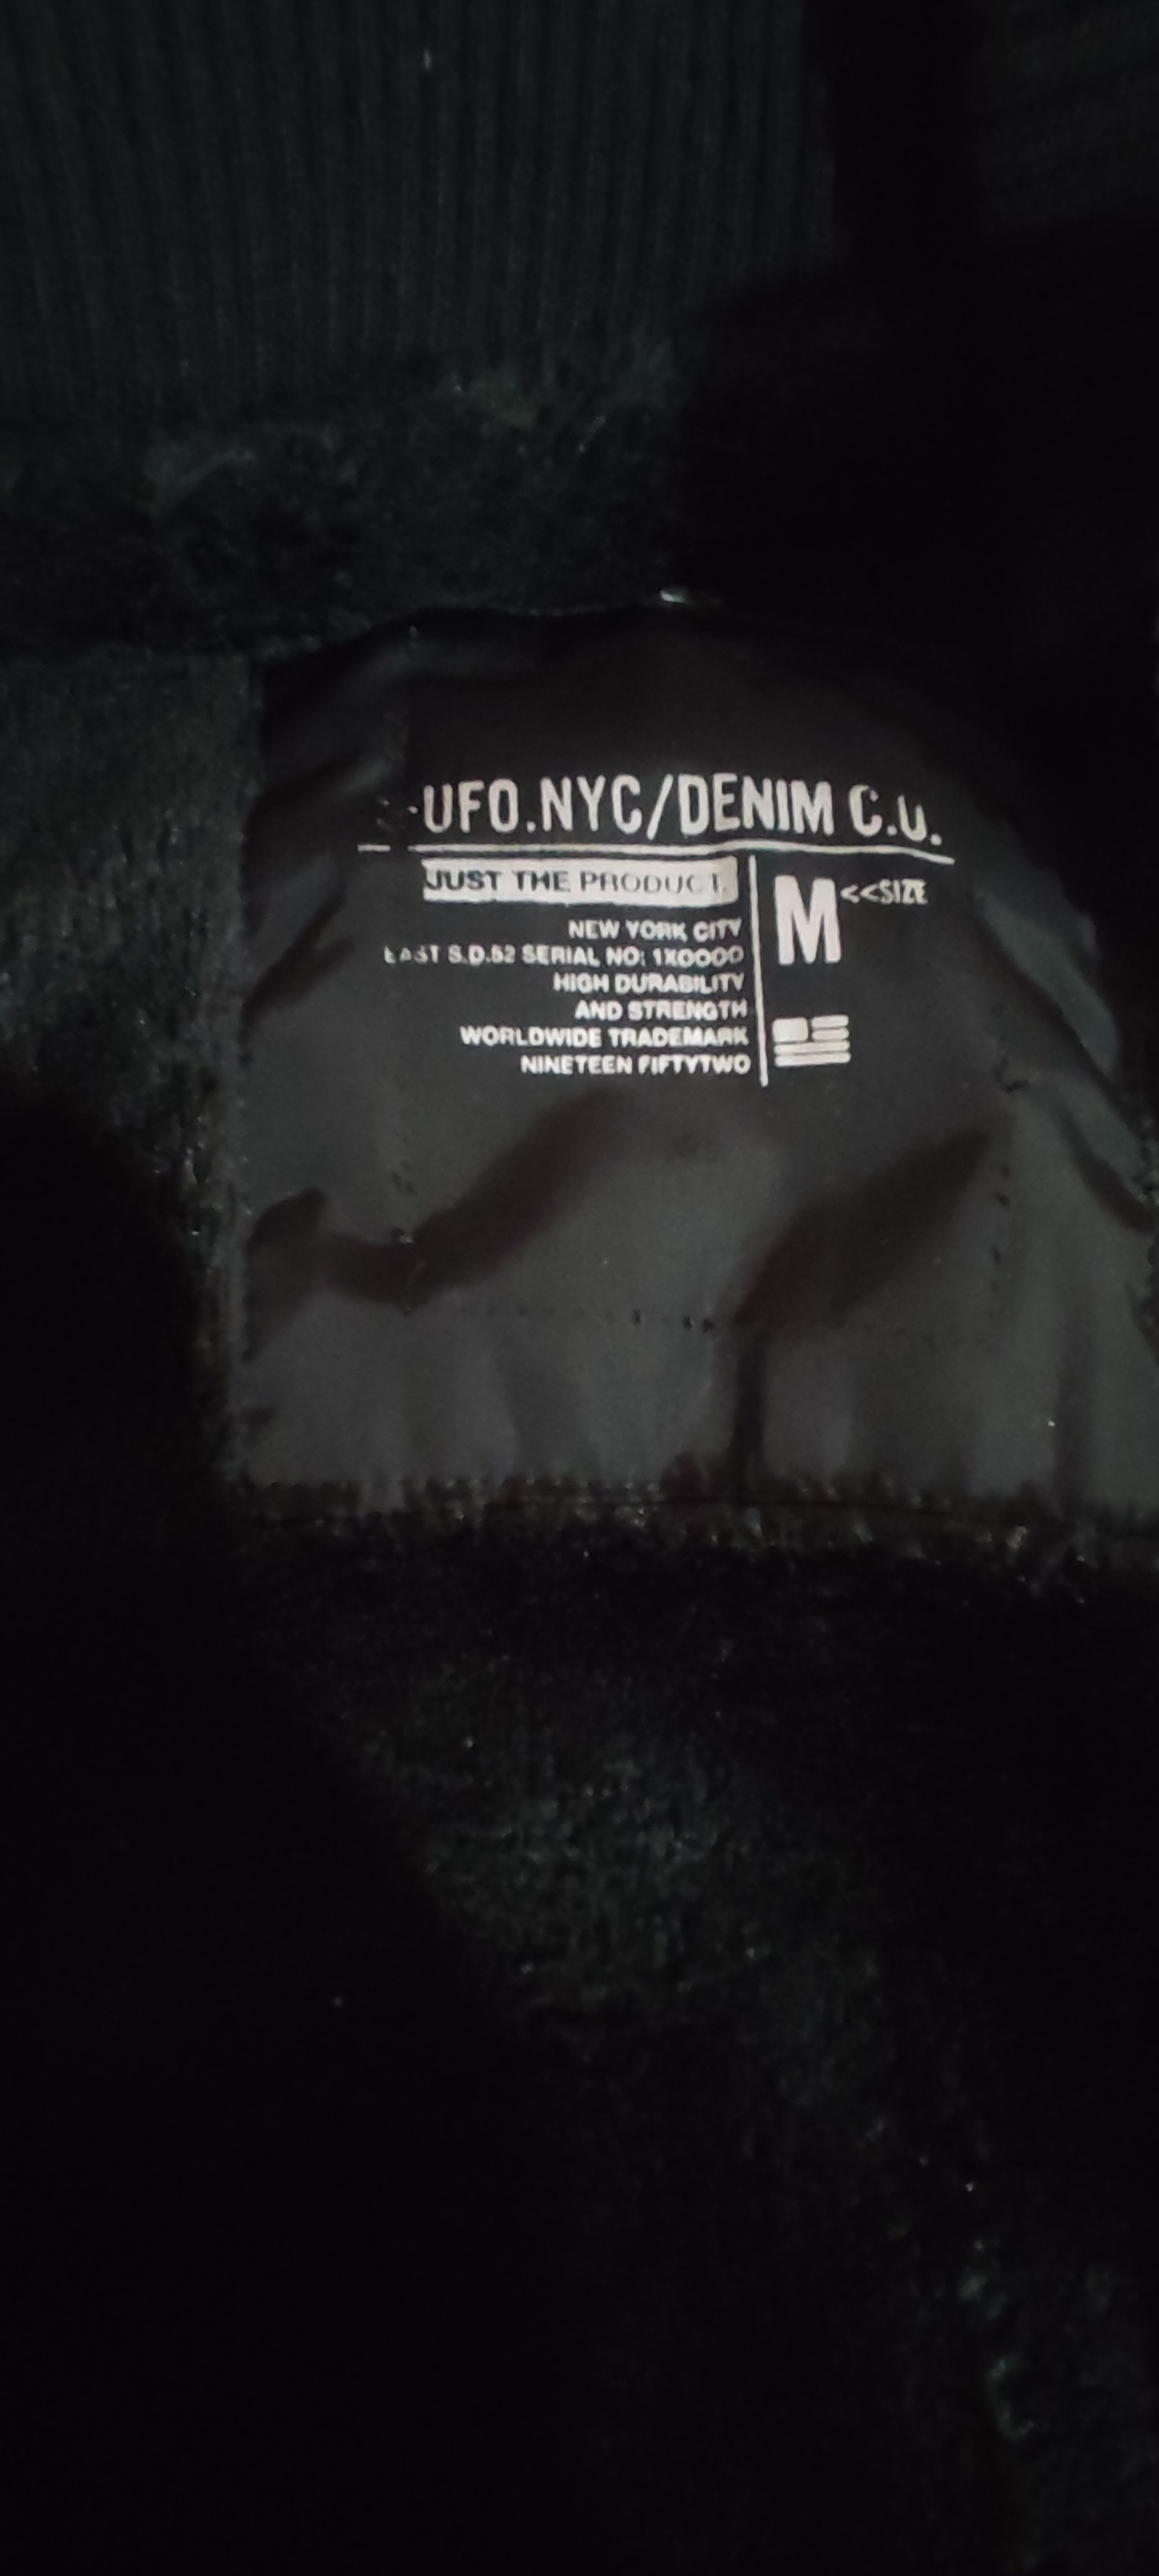 UFO.NYC/DENIM C.O.
JUST THE PRODUCT.
M <<SIZE
NEW YORK CITY
EAST S.D.52 SERIAL NO: 1X0000
HIGH DURABILITY
AND STRENGTH
WORLDWIDE TRADEMARK
NINETEEN FIFTYTWO